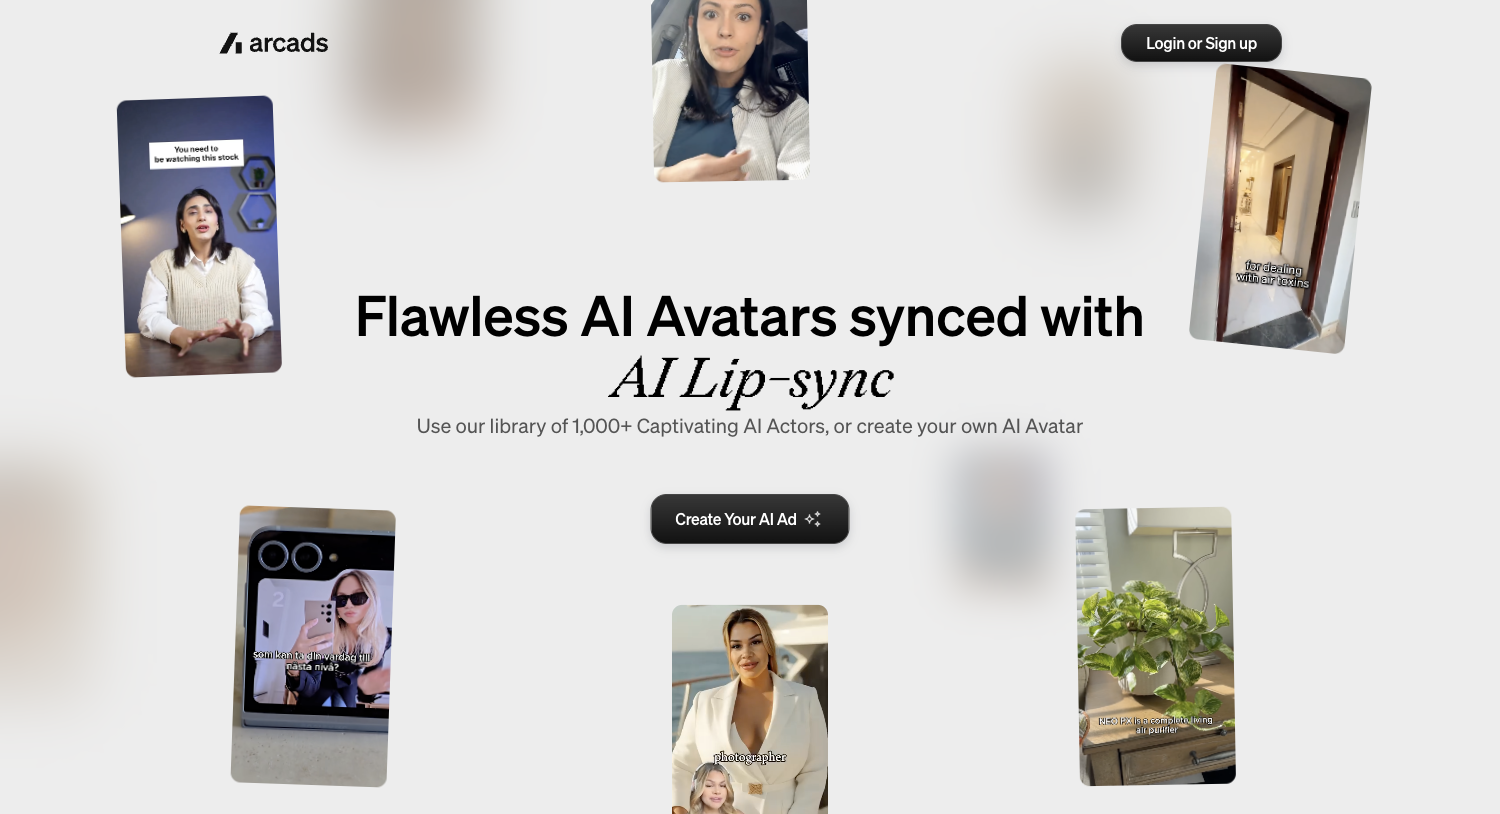 arcads
Login or Sign up
You need to
be watching this stock
for dealing
with air toxins
Flawless AI Avatars synced with
AI Lip-sync
Use our library of 1,000+ Captivating AI Actors, or create your own AI Avatar
Create Your AI Ad
2
som kan ta din vardag till
nästa nivå?
photographer
is a complete living
air purifier